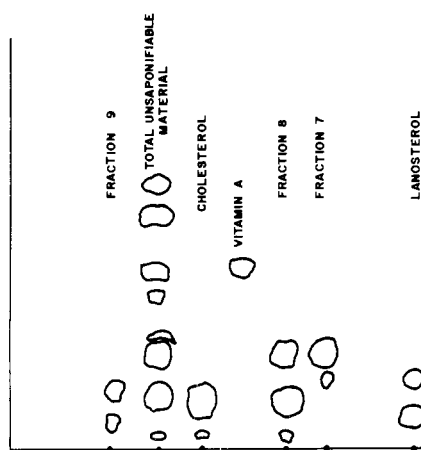 FRACTION 9
TOTAL UNSAPONIFIABLE
MATERIAL
CHOLESTEROL
VITAMIN A
FRACTION 8
FRACTION 7
LANOSTEROL